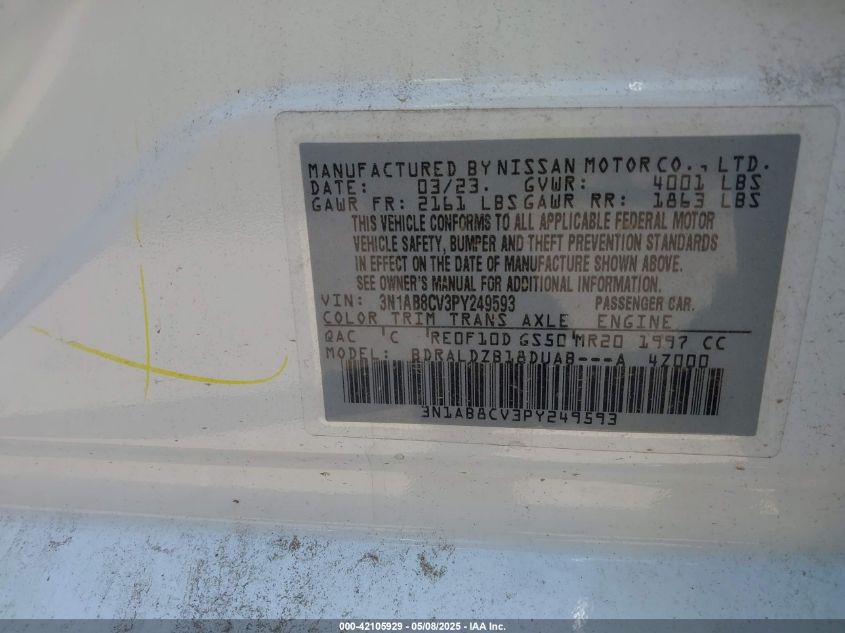 MANUFACTURED BY NISSAN MOTOR CO., LTD.
DATE: 03/23. GVWR: 4001 LBS
GAWR FR: 2161 LBS GAWR RR: 1863 LBS
THIS VEHICLE CONFORMS TO ALL APPLICABLE FEDERAL MOTOR
VEHICLE SAFETY, BUMPER AND THEFT PREVENTION STANDARDS
IN EFFECT ON THE DATE OF MANUFACTURE SHOWN ABOVE.
SEE OWNER'S MANUAL FOR ADDITIONAL INFORMATION.
VIN: 3N1AB8CV3PY249593 PASSENGER CAR.
COLOR TRIM TRANS AXLE ENGINE
QAC 'C 'RE0F10D GS50'MR20 1997 CC
MODEL: BDRALDZB18DUAB---A 4Z000
3N1AB8CV3PY249593
000-42105929 - 05/08/2025 - IAA Inc.